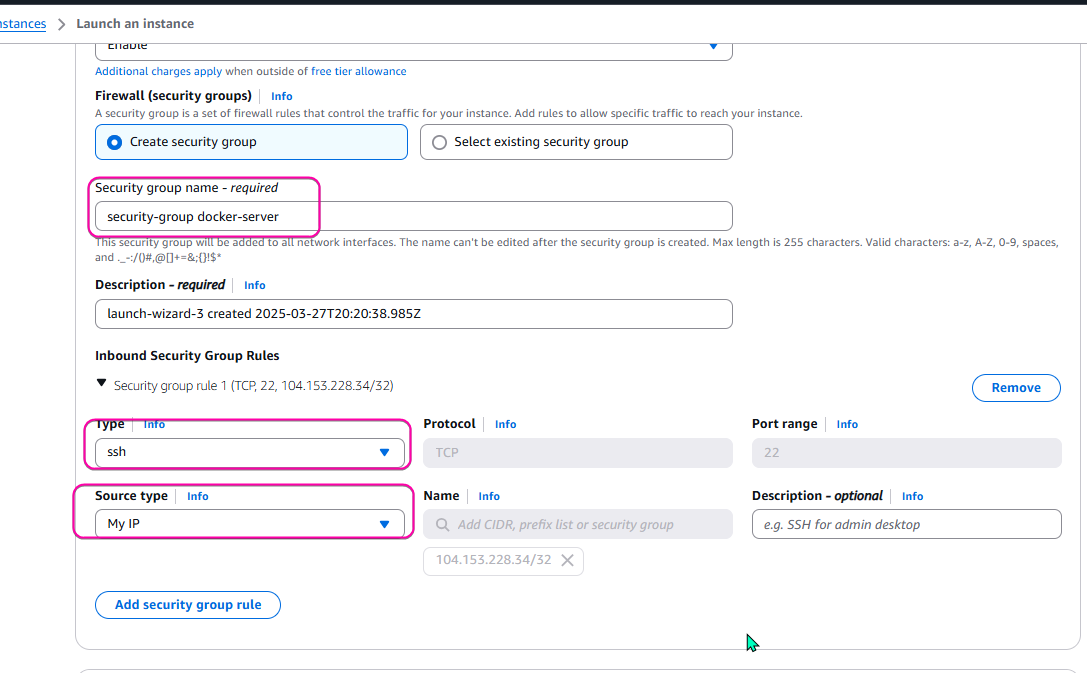 nstances > Launch an instance
Enable
Additional charges apply when outside of free tier allowance
Firewall (security groups) Info
A security group is a set of firewall rules that control the traffic for your instance. Add rules to allow specific traffic to reach your instance.
Create security group Select existing security group
Security group name - required
security-group docker-server
This security group will be added to all network interfaces. The name can't be edited after the security group is created. Max length is 255 characters. Valid characters: a-z, A-Z, 0-9, spaces,
and ._-:/()#,@[]+=&;{}!$*
Description - required Info
launch-wizard-3 created 2025-03-27T20:20:38.985Z
Inbound Security Group Rules
Security group rule 1 (TCP, 22, 104.153.228.34/32)
Remove
Type Info Protocol Info Port range Info
ssh TCP 22
Source type Info Name Info Description - optional Info
My IP Add CIDR, prefix list or security group e.g. SSH for admin desktop
104.153.228.34/32
Add security group rule